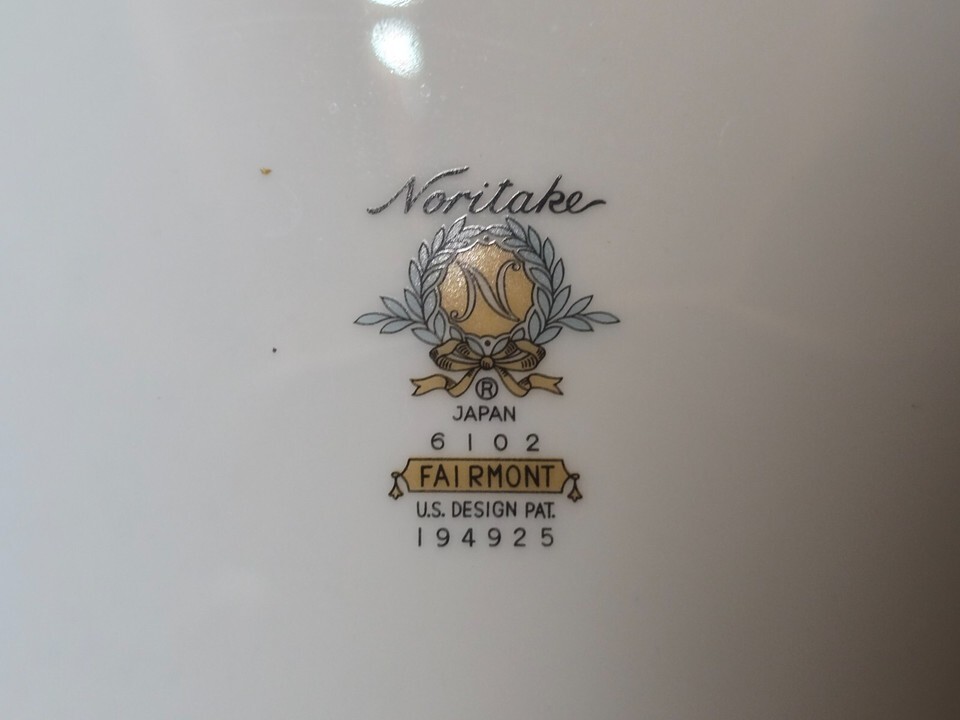 Noritake
N
®
JAPAN
6102
FAIRMONT
U.S. DESIGN PAT.
194925